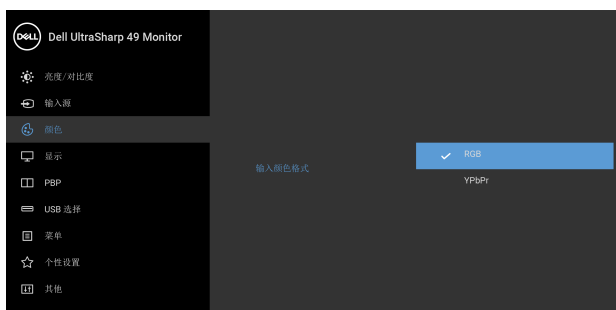 DELL
Dell UltraSharp 49 Monitor
亮度/对比度
输入源
颜色
显示
PBP
USB 选择
菜单
个性设置
其他
输入颜色格式
RGB
YPbPr